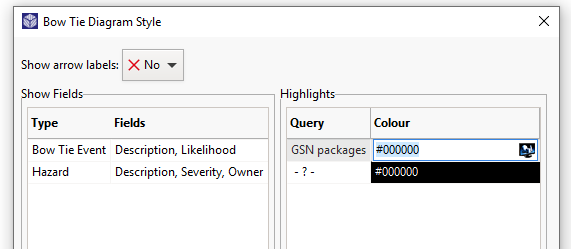 Bow Tie Diagram Style
Show arrow labels: No
Show Fields
Highlights
Type Fields
Bow Tie Event Description, Likelihood
Hazard Description, Severity, Owner
Query Colour
GSN packages #000000
- ? - #000000